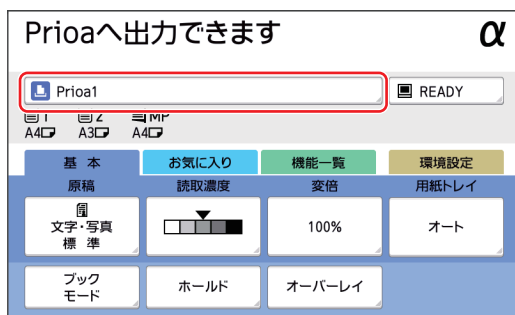 Prioaへ出力できます α
Prioa1 READY
1 2 MP
A4 A3 A4
基 本 お気に入り 機能一覧 環境設定
原稿 読取濃度 変倍 用紙トレイ
文字・写真
標 準
100%
オート
ブック
モード
ホールド
オーバーレイ